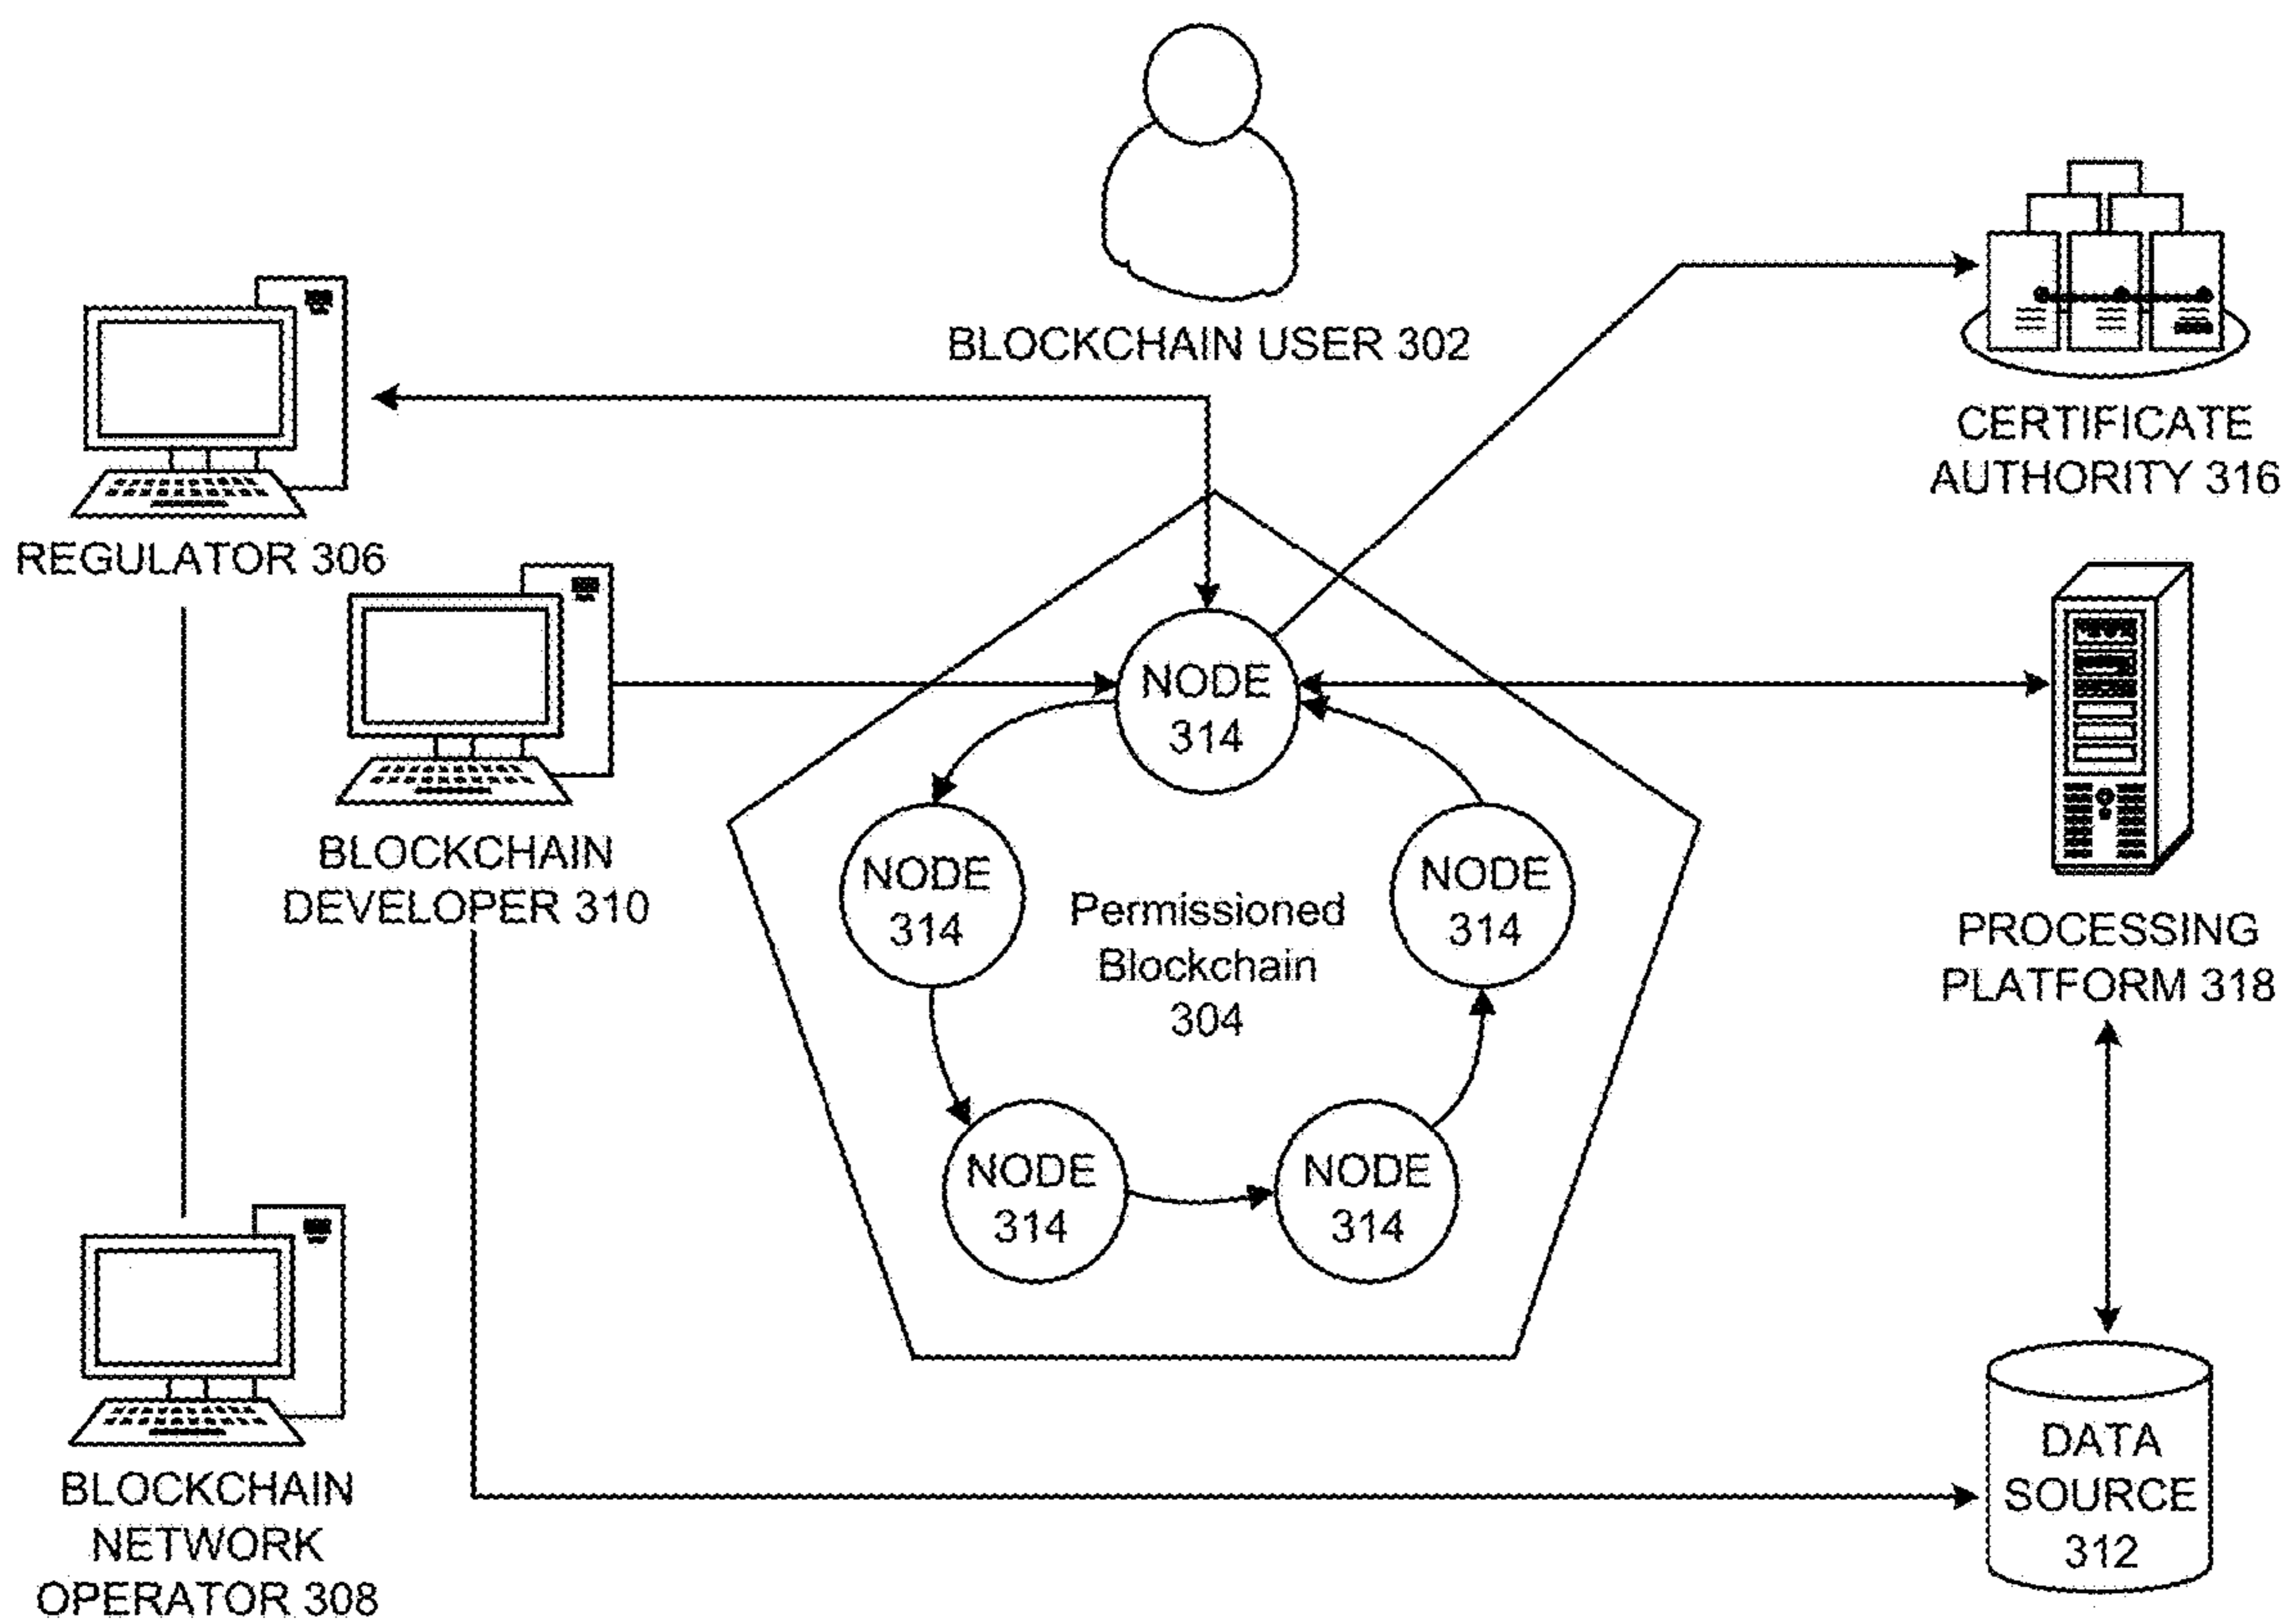 BLOCKCHAIN USER 302
CERTIFICATE
AUTHORITY 316
REGULATOR 306
BLOCKCHAIN
DEVELOPER 310
NODE
314
NODE
314
Permissioned
Blockchain
304
NODE
314
PROCESSING
PLATFORM 318
NODE
314
NODE
314
BLOCKCHAIN
NETWORK
OPERATOR 308
DATA
SOURCE
312